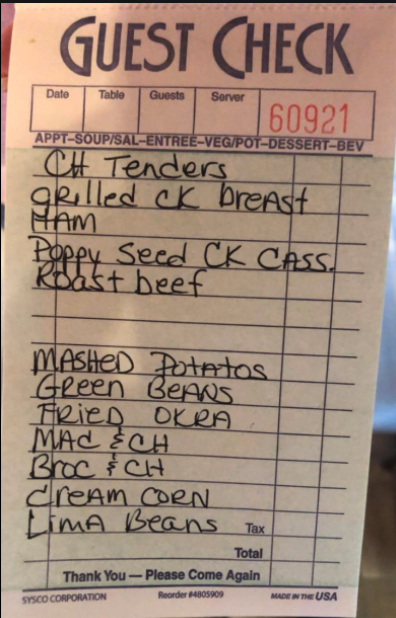 GUEST CHECK
Date Table Guests Server
60921
APPT–SOUP/SAL–ENTREE–VEG/POT–DESSERT–BEV
CH Tenders
grilled CK breast
HAM
Poppy Seed CK CASS.
Roast beef
MASHED Potatos
Green BEANS
FRIED OKRA
MAC & CH
Broc & CH
Cream CORN
Lima Beans Tax
Total
Thank You — Please Come Again
SYSCO CORPORATION Reorder #4805909 MADE IN THE USA